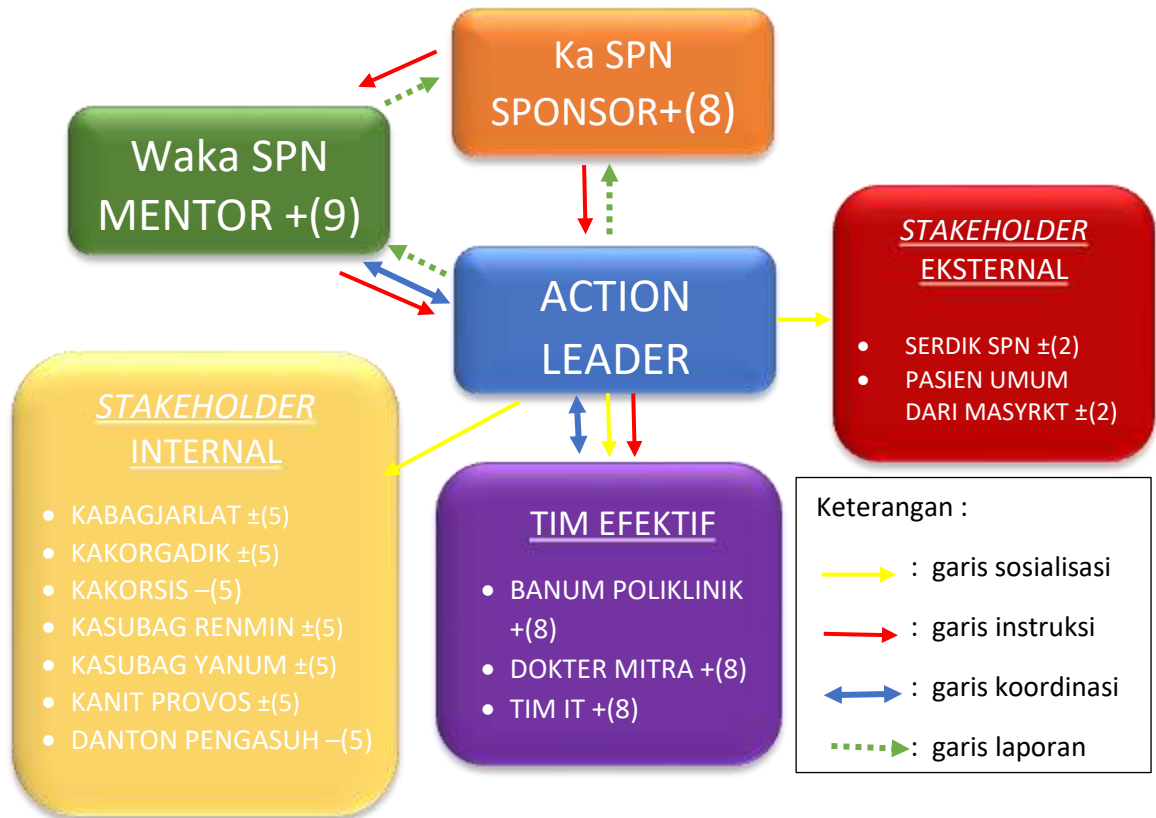 Ka SPN
SPONSOR+(8)
Waka SPN
MENTOR +(9)
ACTION
LEADER
STAKEHOLDER
EKSTERNAL
• SERDIK SPN ±(2)
• PASIEN UMUM
DARI MASYRKT ±(2)
STAKEHOLDER
INTERNAL
• KABAGJARLAT ±(5)
• KAKORGADIK ±(5)
• KAKORSIS –(5)
• KASUBAG RENMIN ±(5)
• KASUBAG YANUM ±(5)
• KANIT PROVOS ±(5)
• DANTON PENGASUH –(5)
TIM EFEKTIF
• BANUM POLIKLINIK
+(8)
• DOKTER MITRA +(8)
• TIM IT +(8)
Keterangan :
: garis sosialisasi
: garis instruksi
: garis koordinasi
: garis laporan